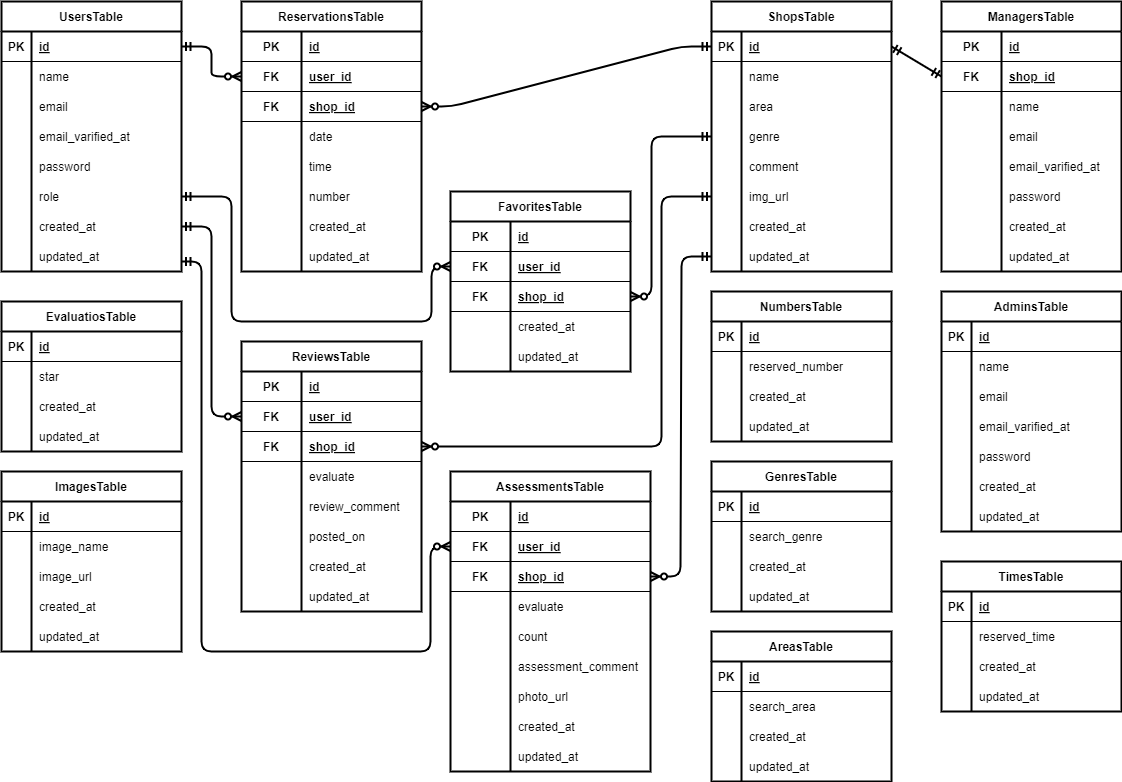 UsersTable
PK id
name
email
email_varified_at
password
role
created_at
updated_at
ReservationsTable
PK id
FK user_id
FK shop_id
date
time
number
created_at
updated_at
ShopsTable
PK id
name
area
genre
comment
img_url
created_at
updated_at
ManagersTable
PK id
FK shop_id
name
email
email_varified_at
password
created_at
updated_at
FavoritesTable
PK id
FK user_id
FK shop_id
created_at
updated_at
EvaluatiosTable
PK id
star
created_at
updated_at
ReviewsTable
PK id
FK user_id
FK shop_id
evaluate
review_comment
posted_on
created_at
updated_at
NumbersTable
PK id
reserved_number
created_at
updated_at
AdminsTable
PK id
name
email
email_varified_at
password
created_at
updated_at
ImagesTable
PK id
image_name
image_url
created_at
updated_at
AssessmentsTable
PK id
FK user_id
FK shop_id
evaluate
count
assessment_comment
photo_url
created_at
updated_at
GenresTable
PK id
search_genre
created_at
updated_at
TimesTable
PK id
reserved_time
created_at
updated_at
AreasTable
PK id
search_area
created_at
updated_at